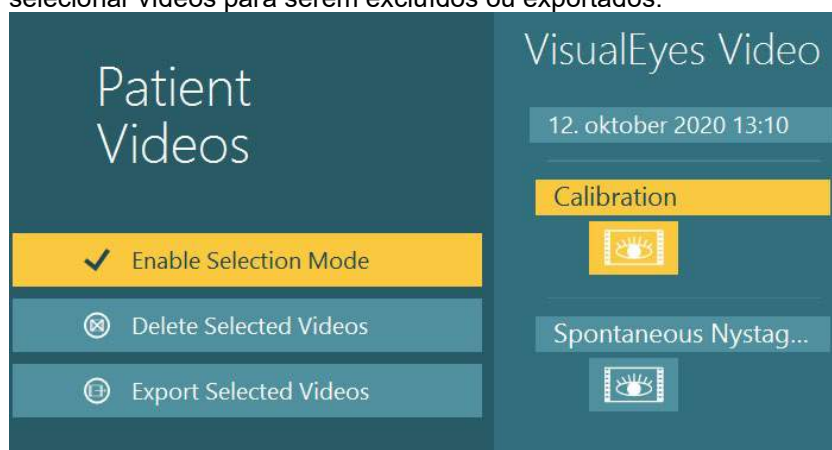 selecionar vídeos para serem excluídos ou exportados.
Patient
Videos
Enable Selection Mode
Delete Selected Videos
Export Selected Videos
VisualEyes Video
12. oktober 2020 13:10
Calibration
Spontaneous Nystag...